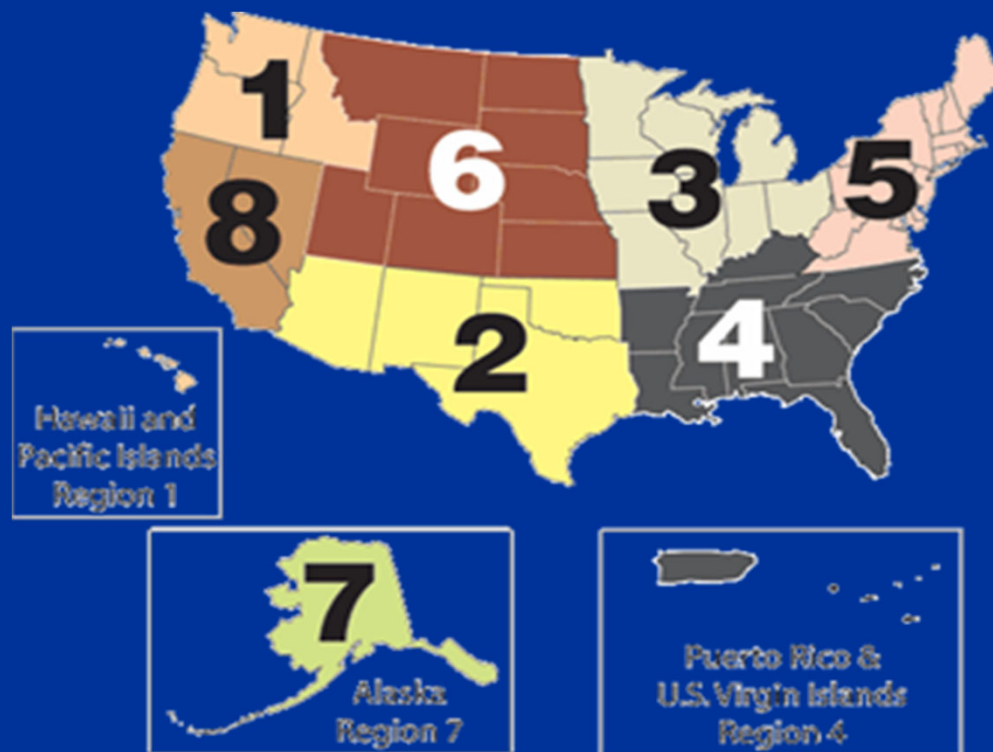 1
6
3
5
8
4
2
Hawaii and
Pacific Islands
Region 1
7
Alaska
Region 7
Puerto Rico &
U.S. Virgin Islands
Region 4